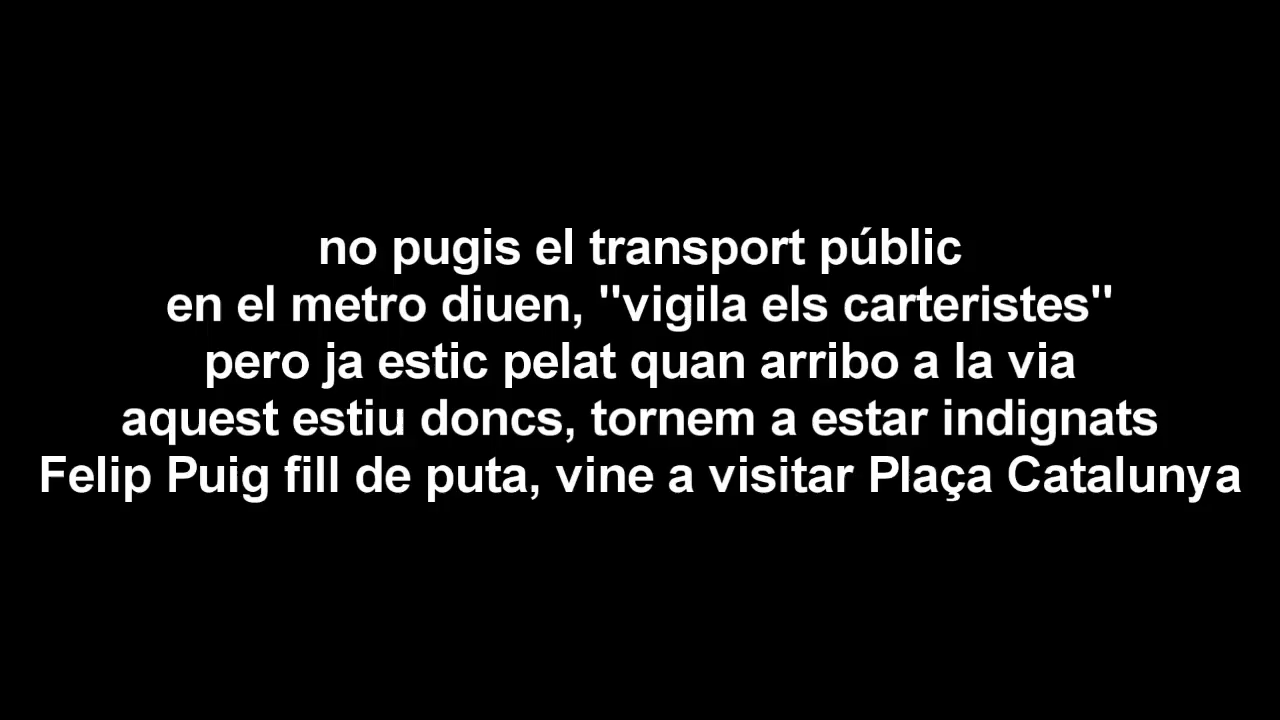 no pugis el transport públic
en el metro diuen, "vigila els carteristes"
pero ja estic pelat quan arribo a la via
aquest estiu doncs, tornem a estar indignats
Felip Puig fill de puta, vine a visitar Plaça Catalunya